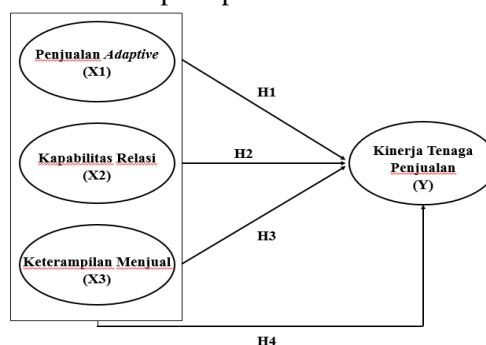 Penjualan Adaptive
(X1)
H1
Kapabilitas Relasi
(X2)
H2
Kinerja Tenaga
Penjualan
(Y)
H3
Keterampilan Menjual
(X3)
H4